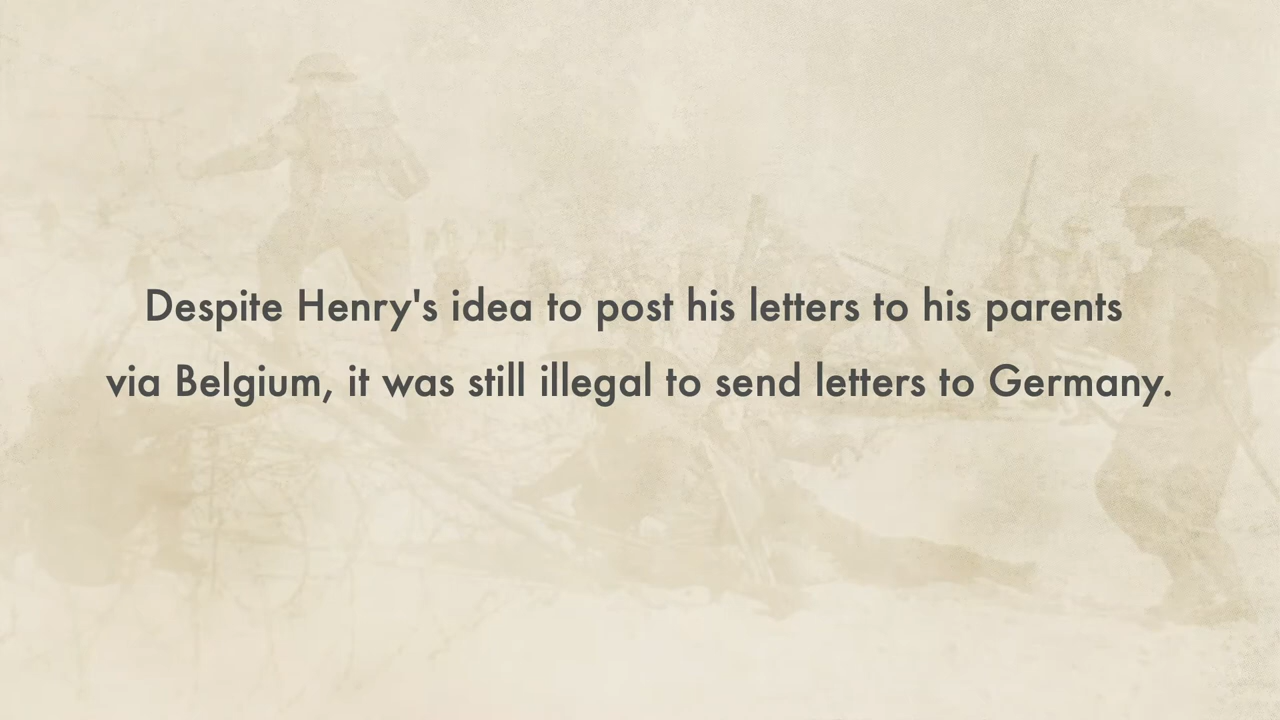 Despite Henry's idea to post his letters to his parents
via Belgium, it was still illegal to send letters to Germany.